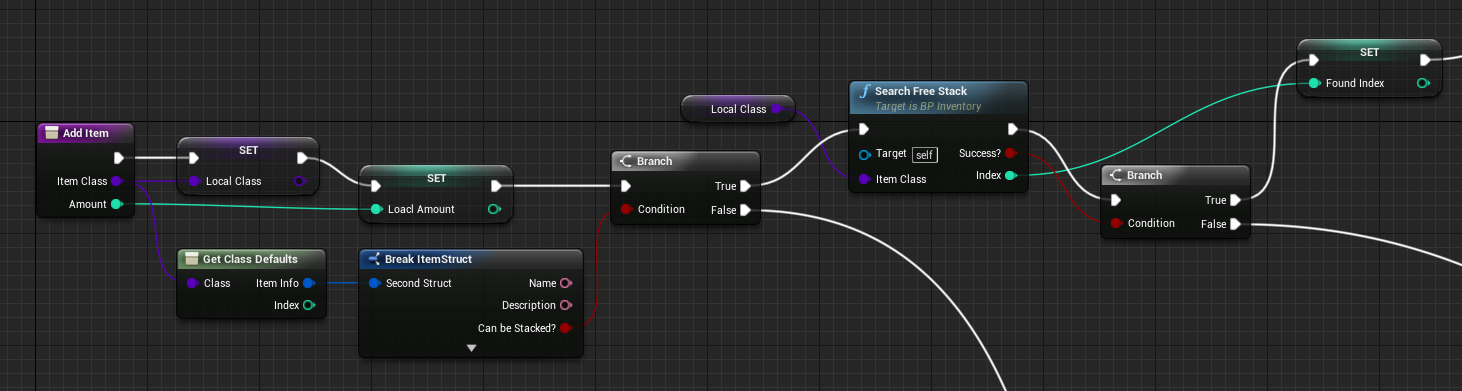 Add Item
Item Class
Amount
SET
Local Class
SET
Loacl Amount
Get Class Defaults
Class
Item Info
Index
Break ItemStruct
Second Struct
Name
Description
Can be Stacked?
Branch
True
Condition
False
Local Class
f Search Free Stack
Target is BP Inventory
Target
self
Success?
Item Class
Index
Branch
True
Condition
False
SET
Found Index